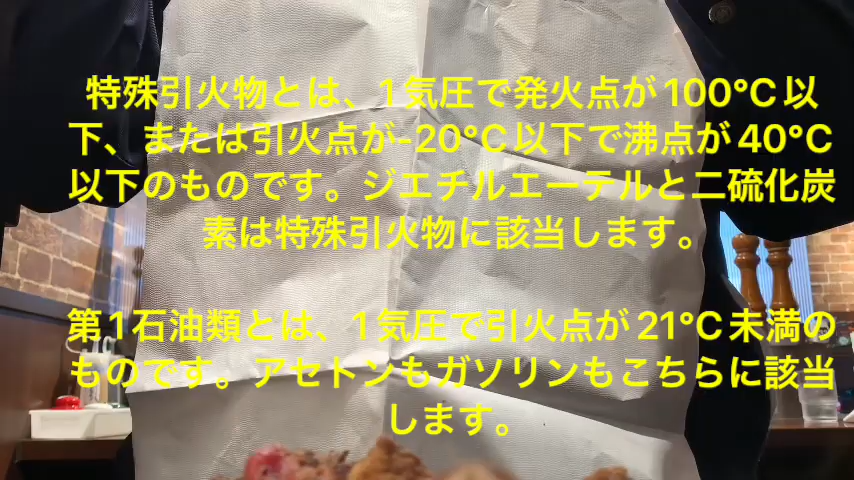 特殊引火物とは、1気圧で発火点が100℃以
下、または引火点が-20℃以下で沸点が40℃
以下のものです。ジエチルエーテルと二硫化炭
素は特殊引火物に該当します。
第1石油類とは、1気圧で引火点が21℃未満の
ものです。アセトンもガソリンもこちらに該当
します。